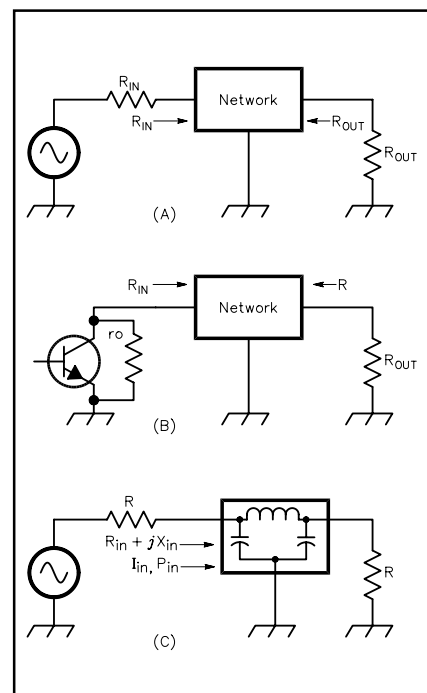 R_IN
Network
R_IN
R_OUT
R_OUT
(A)
R_IN
R
Network
ro
R_OUT
(B)
R
R_in + jX_in
I_in, P_in
R
(C)